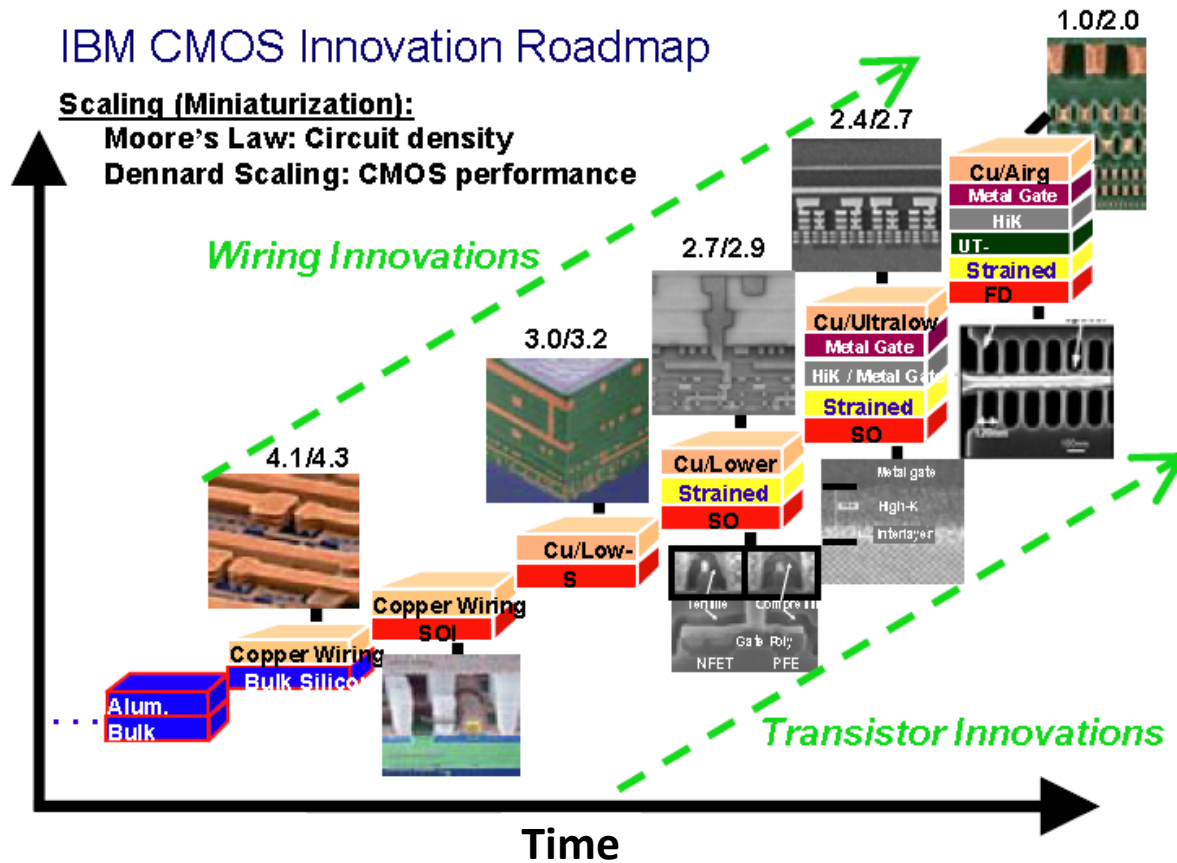 IBM CMOS Innovation Roadmap
1.0/2.0
Scaling (Miniaturization):
Moore's Law: Circuit density
Dennard Scaling: CMOS performance
2.4/2.7
Wiring Innovations
2.7/2.9
3.0/3.2
4.1/4.3
Cu/Airg
Metal Gate
HiK
UT-
Strained
FD
120nm
100nm
Cu/Ultralow
Metal Gate
HiK / Metal Gate
Strained
SO
Metal gate
High-K
Interlayer
Cu/Lower
Strained
SO
Tensile
Gate Poly
NFET PFE
Cu/Low-
S
Copper Wiring
SOI
Copper Wiring
Bulk Silicon
Alum.
Bulk
Transistor Innovations
Time